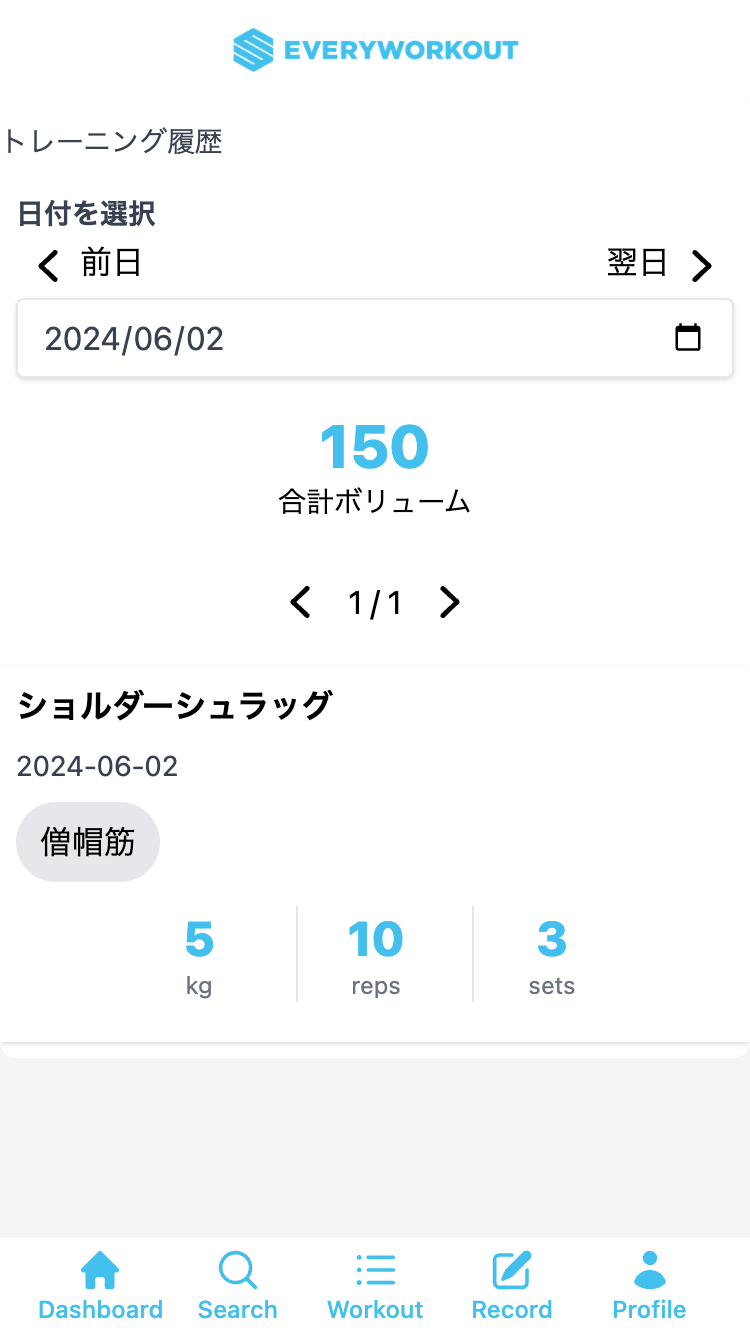 EVERYWORKOUT
トレーニング履歴
日付を選択
前日 翌日
2024/06/02
150
合計ボリューム
1/1
ショルダーシュラッグ
2024-06-02
僧帽筋
5 10 3
kg reps sets
Dashboard Search Workout Record Profile